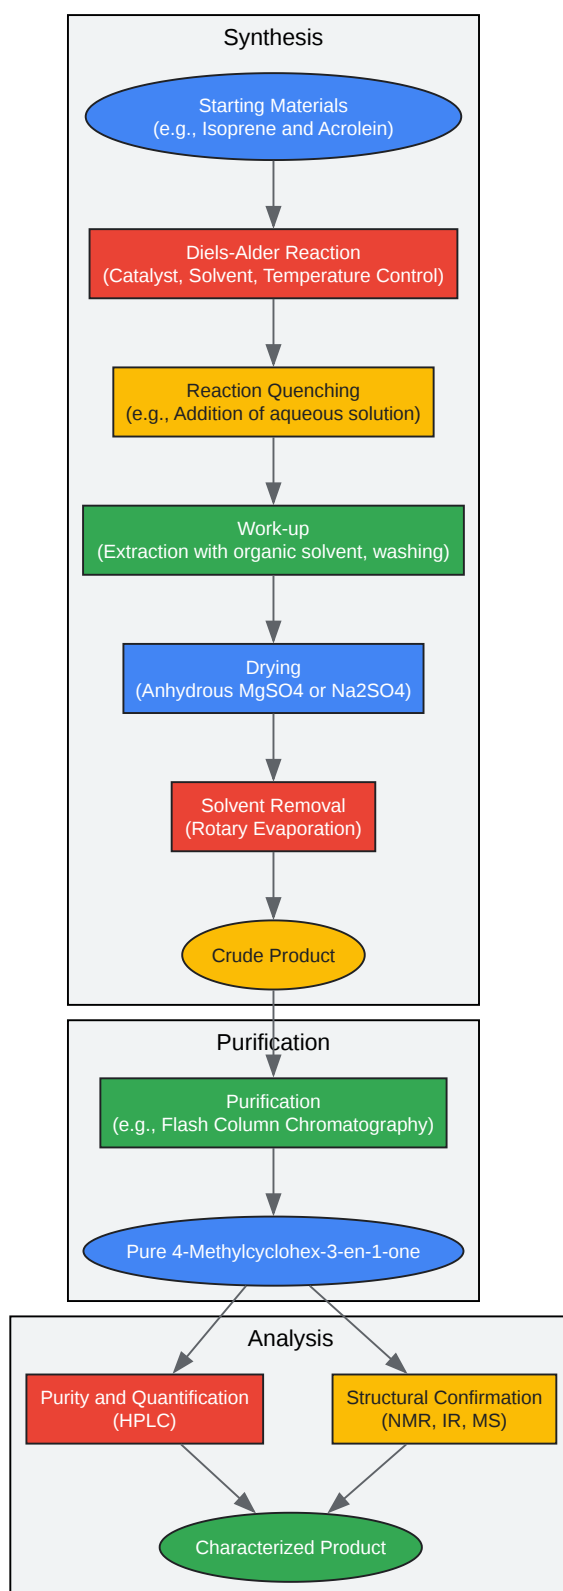 Synthesis
Starting Materials
(e.g., Isoprene and Acrolein)
Diels-Alder Reaction
(Catalyst, Solvent, Temperature Control)
Reaction Quenching
(e.g., Addition of aqueous solution)
Work-up
(Extraction with organic solvent, washing)
Drying
(Anhydrous MgSO4 or Na2SO4)
Solvent Removal
(Rotary Evaporation)
Crude Product
Purification
Purification
(e.g., Flash Column Chromatography)
Pure 4-Methylcyclohex-3-en-1-one
Analysis
Purity and Quantification
(HPLC)
Structural Confirmation
(NMR, IR, MS)
Characterized Product